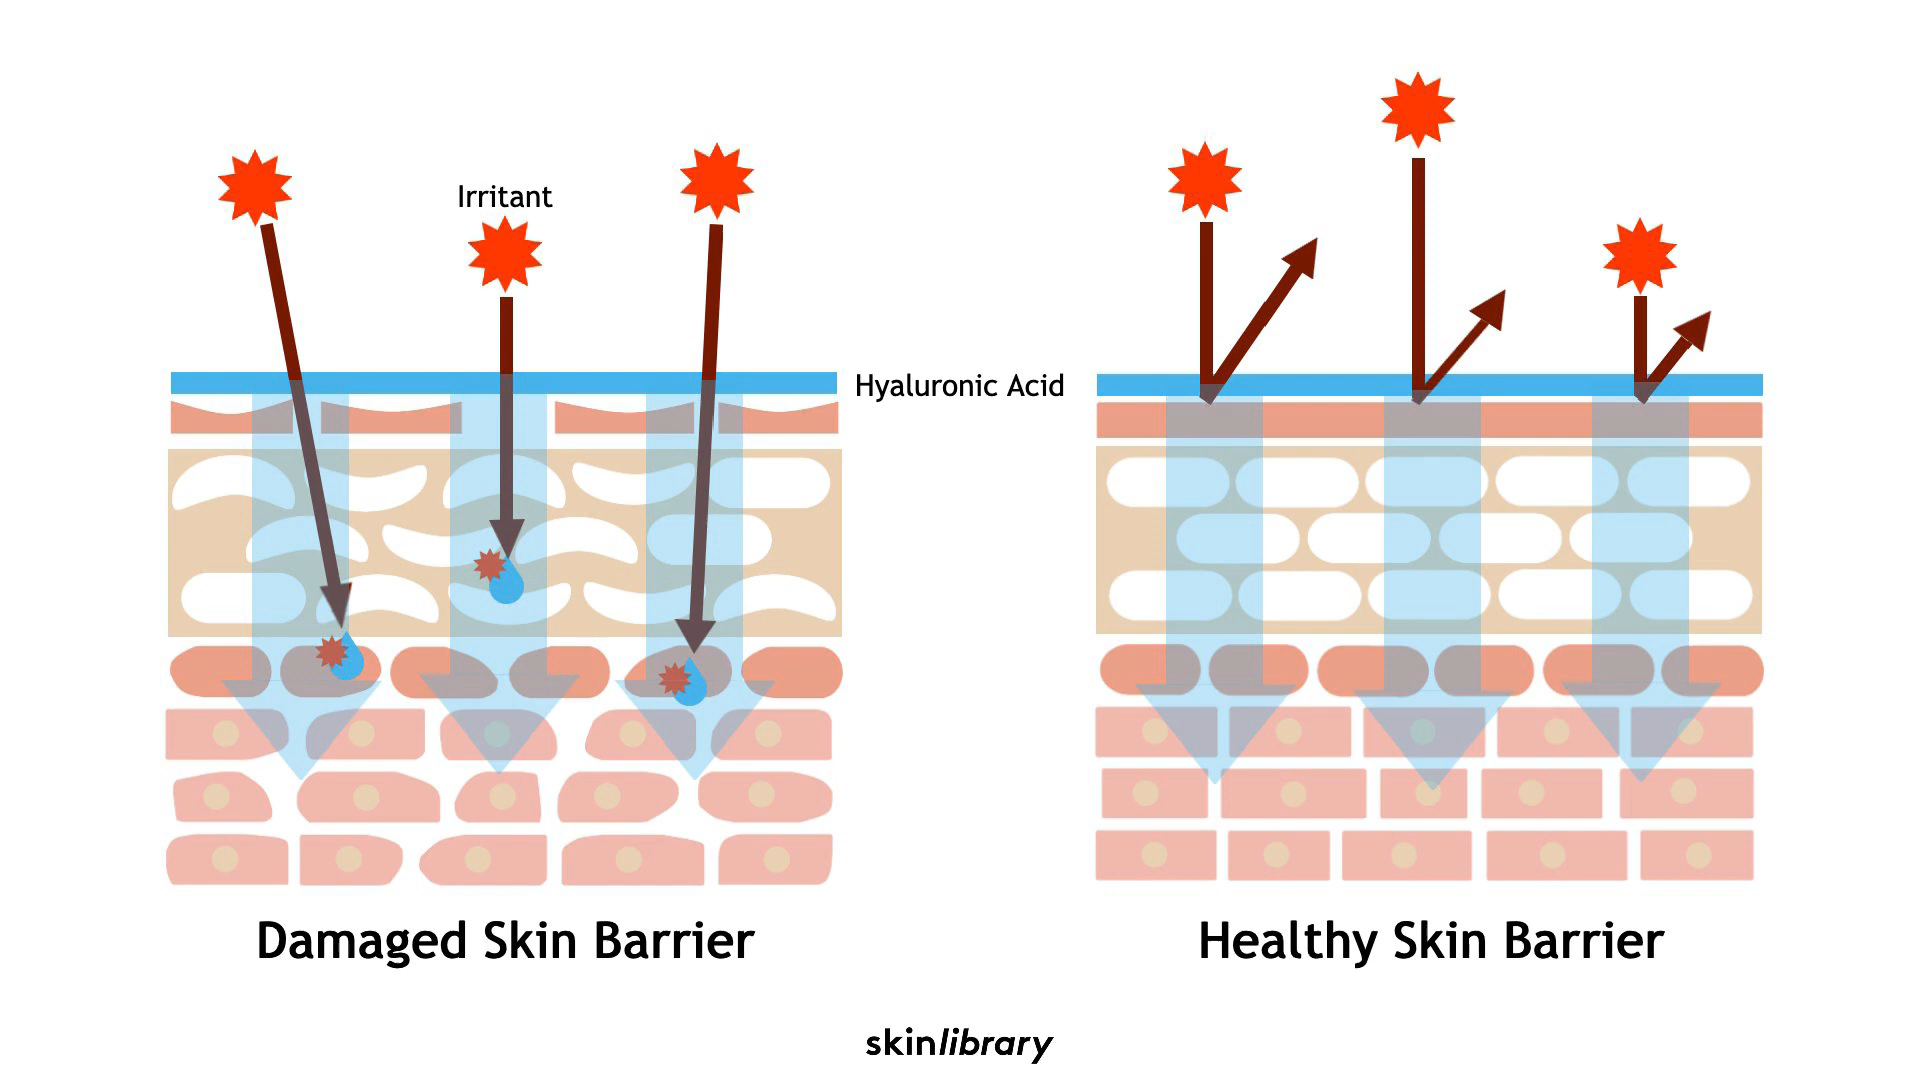 Irritant
Hyaluronic Acid
Damaged Skin Barrier
Healthy Skin Barrier
skinlibrary